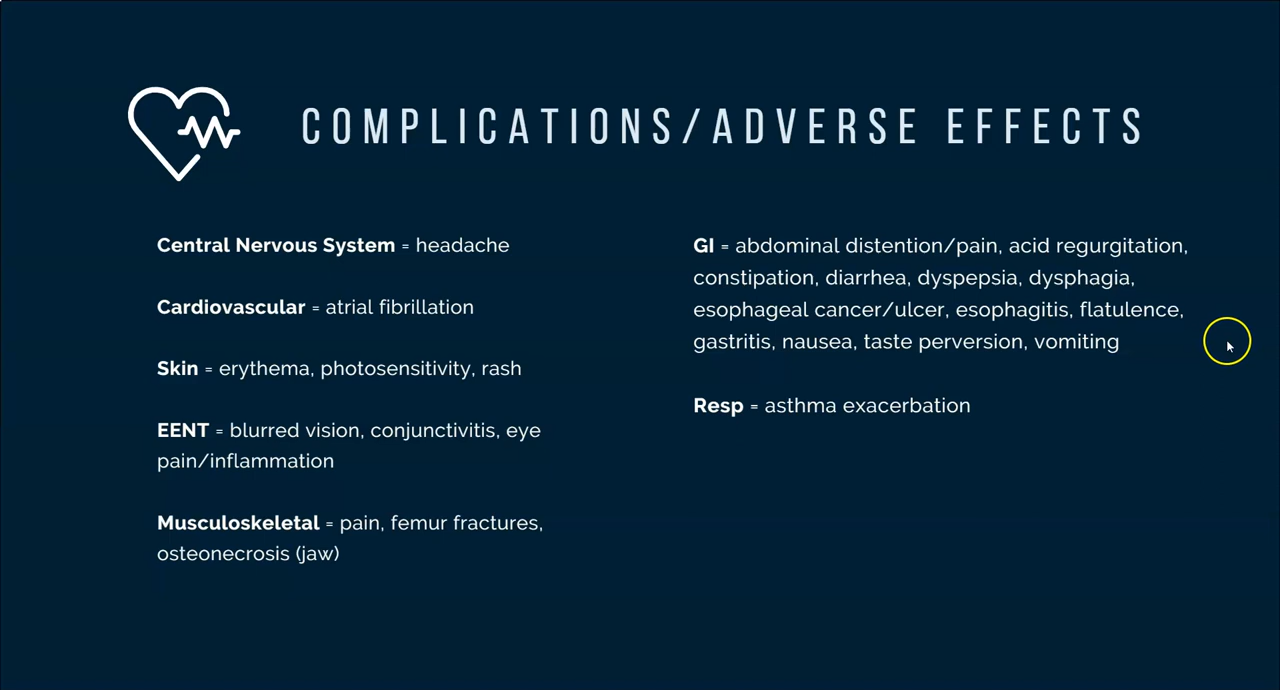 COMPLICATIONS/ADVERSE EFFECTS
Central Nervous System = headache
Cardiovascular = atrial fibrillation
Skin = erythema, photosensitivity, rash
EENT = blurred vision, conjunctivitis, eye
pain/inflammation
Musculoskeletal = pain, femur fractures,
osteonecrosis (jaw)
GI = abdominal distention/pain, acid regurgitation,
constipation, diarrhea, dyspepsia, dysphagia,
esophageal cancer/ulcer, esophagitis, flatulence,
gastritis, nausea, taste perversion, vomiting
Resp = asthma exacerbation